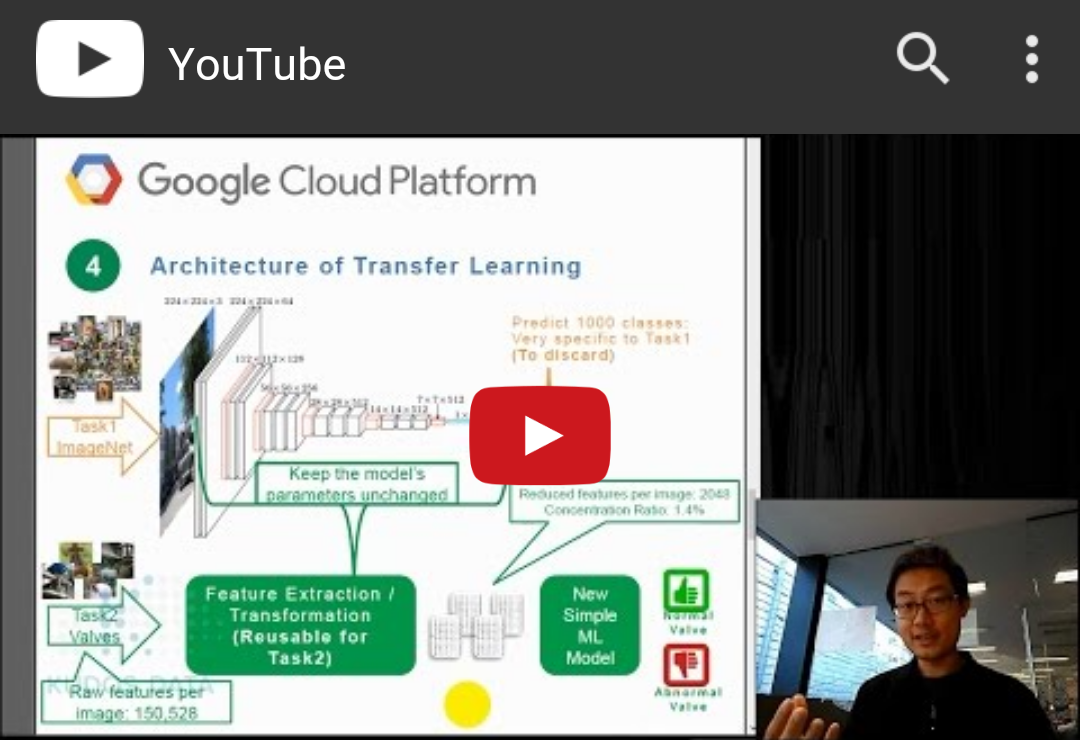 YouTube
Google Cloud Platform
4
Architecture of Transfer Learning
224×224×3 224×224×64
112×112×128
56×56×256
28×28×512
14×14×512
7×7×512
Predict 1000 classes:
Very specific to Task1
(To discard)
Task1
ImageNet
Keep the model's
parameters unchanged
Reduced features per image: 2048
Concentration Ratio: 1.4%
Feature Extraction /
Transformation
(Reusable for
Task2)
New
Simple
ML
Model
Normal
Valve
Abnormal
Valve
Task2
Valves
Raw features per
image: 150,528